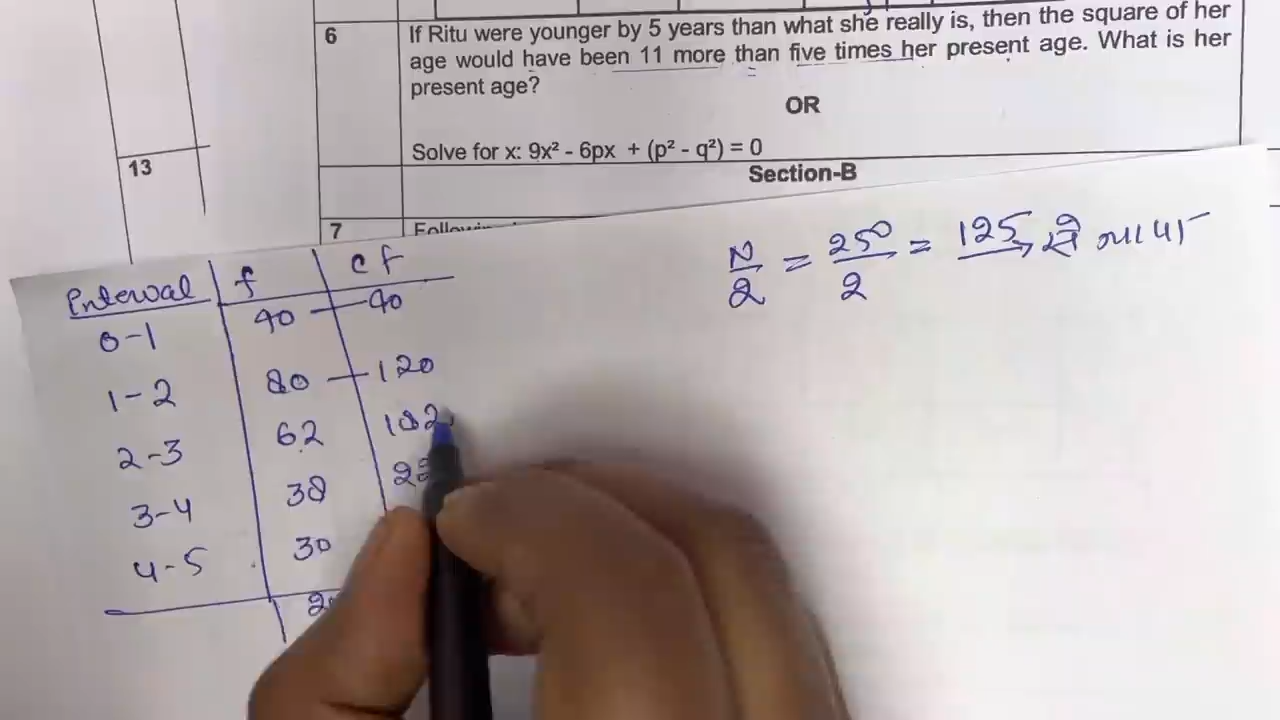 6
If Ritu were younger by 5 years than what she really is, then the square of her
age would have been 11 more than five times her present age. What is her
present age?
OR
Solve for x: 9x² - 6px + (p² - q²) = 0
13
Section-B
7
Interval f cf
0-1 40 40
1-2 80 120
2-3 62 182
3-4 38
4-5 30
N/2 = 250/2 = 125 से